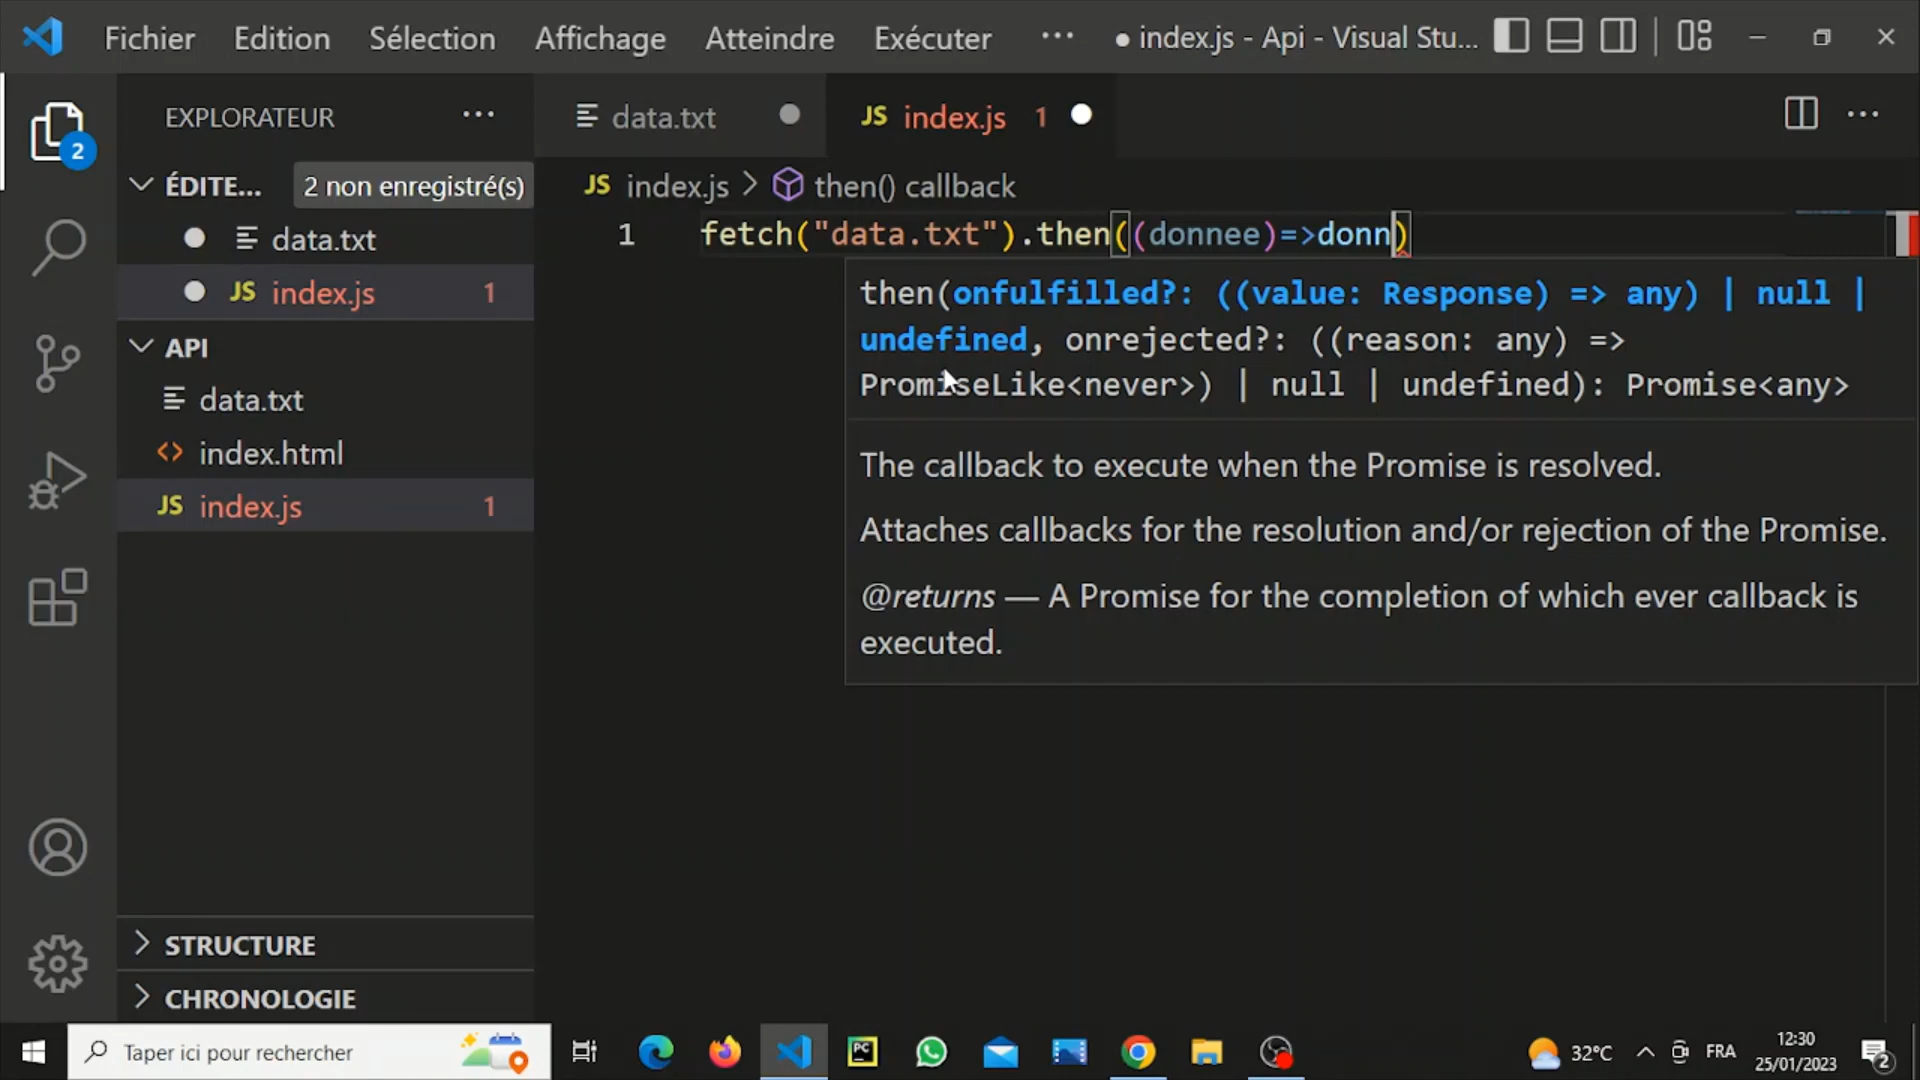 Fichier Edition Sélection Affichage Atteindre Exécuter ··· ● index.js - Api - Visual Stu...
EXPLORATEUR ···
2
ÉDITE... 2 non enregistré(s)
data.txt
JS index.js 1
API
data.txt
index.html
JS index.js 1
STRUCTURE
CHRONOLOGIE
data.txt
JS index.js 1
JS index.js > then() callback
1 fetch("data.txt").then((donnee)=>donn)
then(onfulfilled?: ((value: Response) => any) | null |
undefined, onrejected?: ((reason: any) =>
PromiseLike<never>) | null | undefined): Promise<any>
The callback to execute when the Promise is resolved.
Attaches callbacks for the resolution and/or rejection of the Promise.
@returns — A Promise for the completion of which ever callback is
executed.
Taper ici pour rechercher
PC
32°C
FRA
12:30
25/01/2023
2